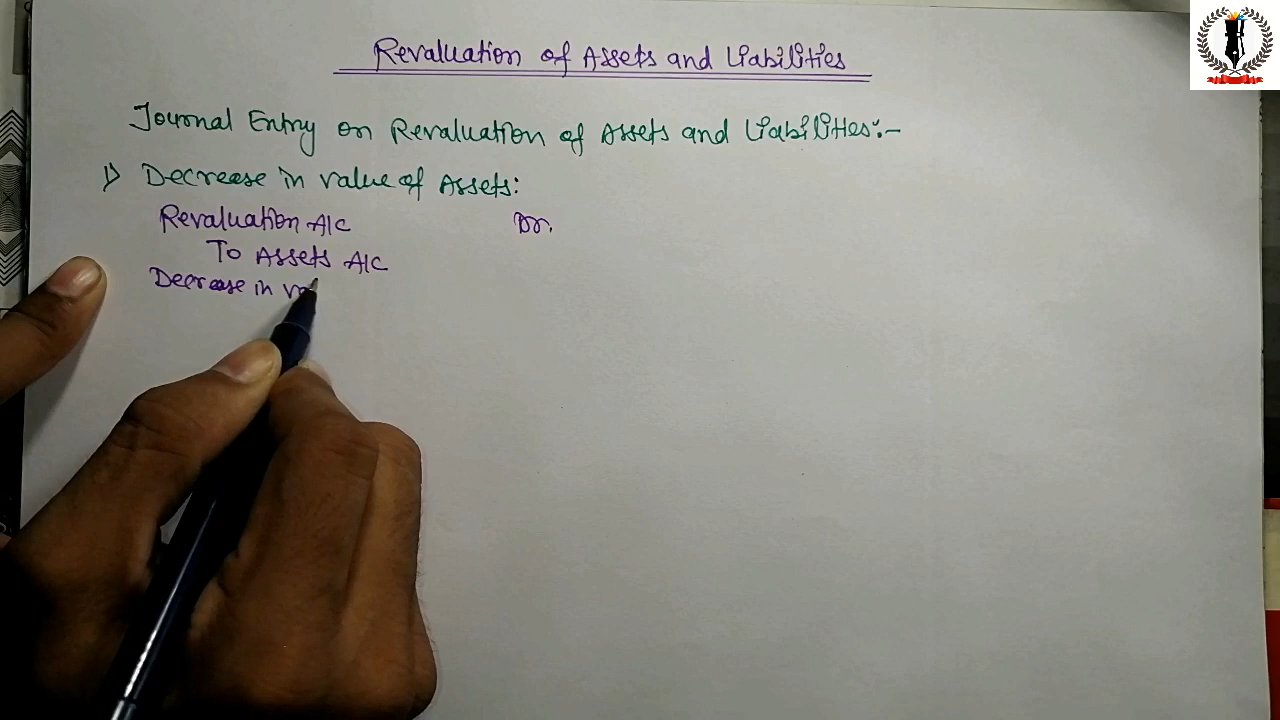 Revaluation of Assets and Liabilities
Journal Entry on Revaluation of Assets and Liabilities:-
1) Decrease in value of Assets:
Revaluation A/c Dr.
To Assets A/c
Decrease in